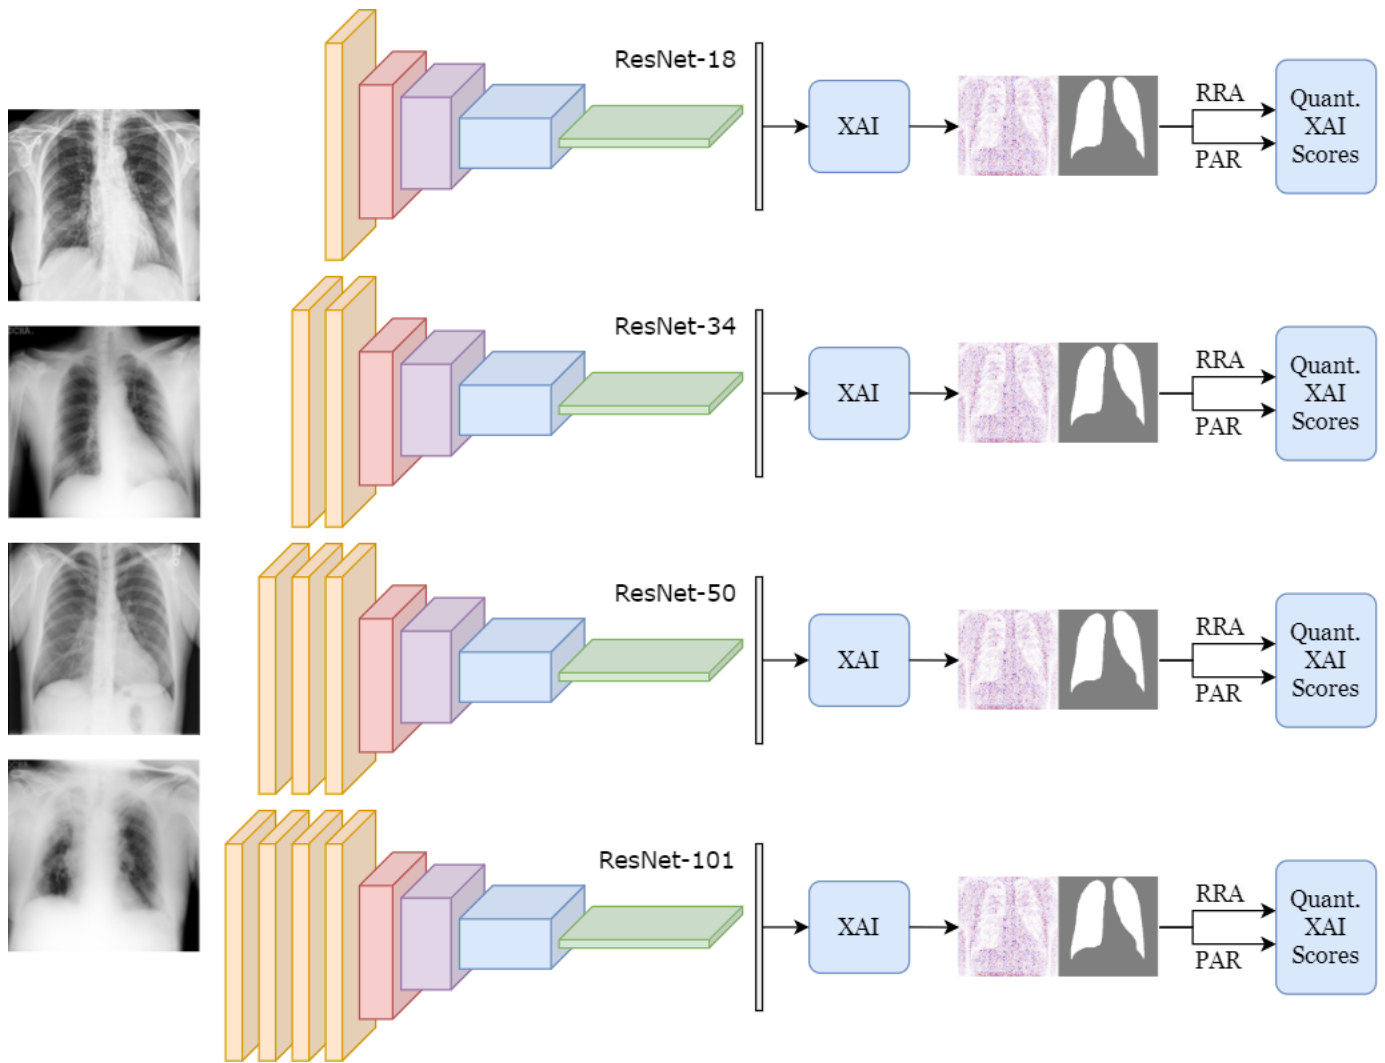 ResNet-18
XAI
RRA
PAR
Quant.
XAI
Scores
ResNet-34
XAI
RRA
PAR
Quant.
XAI
Scores
ResNet-50
XAI
RRA
PAR
Quant.
XAI
Scores
ResNet-101
XAI
RRA
PAR
Quant.
XAI
Scores